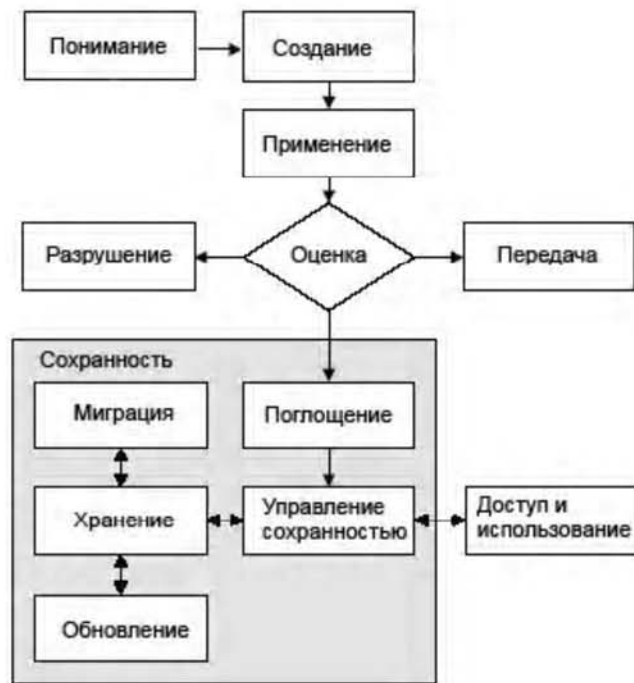 Понимание
Создание
Применение
Разрушение
Оценка
Передача
Сохранность
Миграция
Поглощение
Хранение
Управление
сохранностью
Доступ и
использование
Обновление